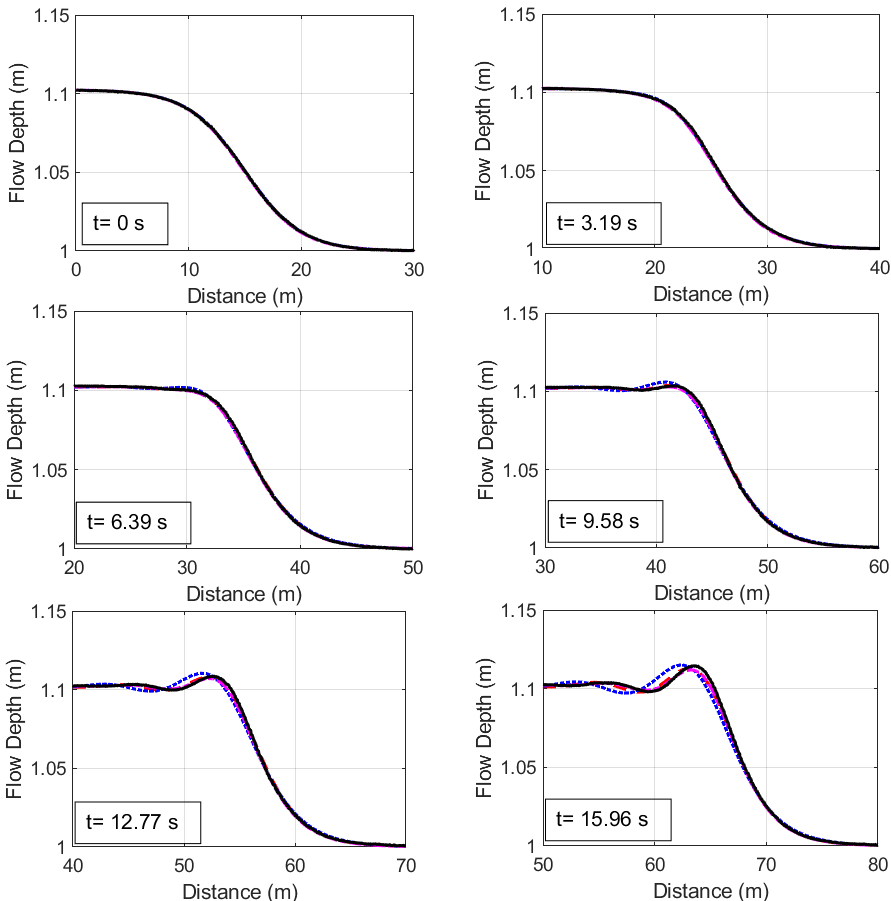 1.15
1.1
1.05
1
Flow Depth (m)
t= 0 s
0 10 20 30
Distance (m)
1.15
1.1
1.05
1
Flow Depth (m)
t= 3.19 s
10 20 30 40
Distance (m)
1.15
1.1
1.05
1
Flow Depth (m)
t= 6.39 s
20 30 40 50
Distance (m)
1.15
1.1
1.05
1
Flow Depth (m)
t= 9.58 s
30 40 50 60
Distance (m)
1.15
1.1
1.05
1
Flow Depth (m)
t= 12.77 s
40 50 60 70
Distance (m)
1.15
1.1
1.05
1
Flow Depth (m)
t= 15.96 s
50 60 70 80
Distance (m)